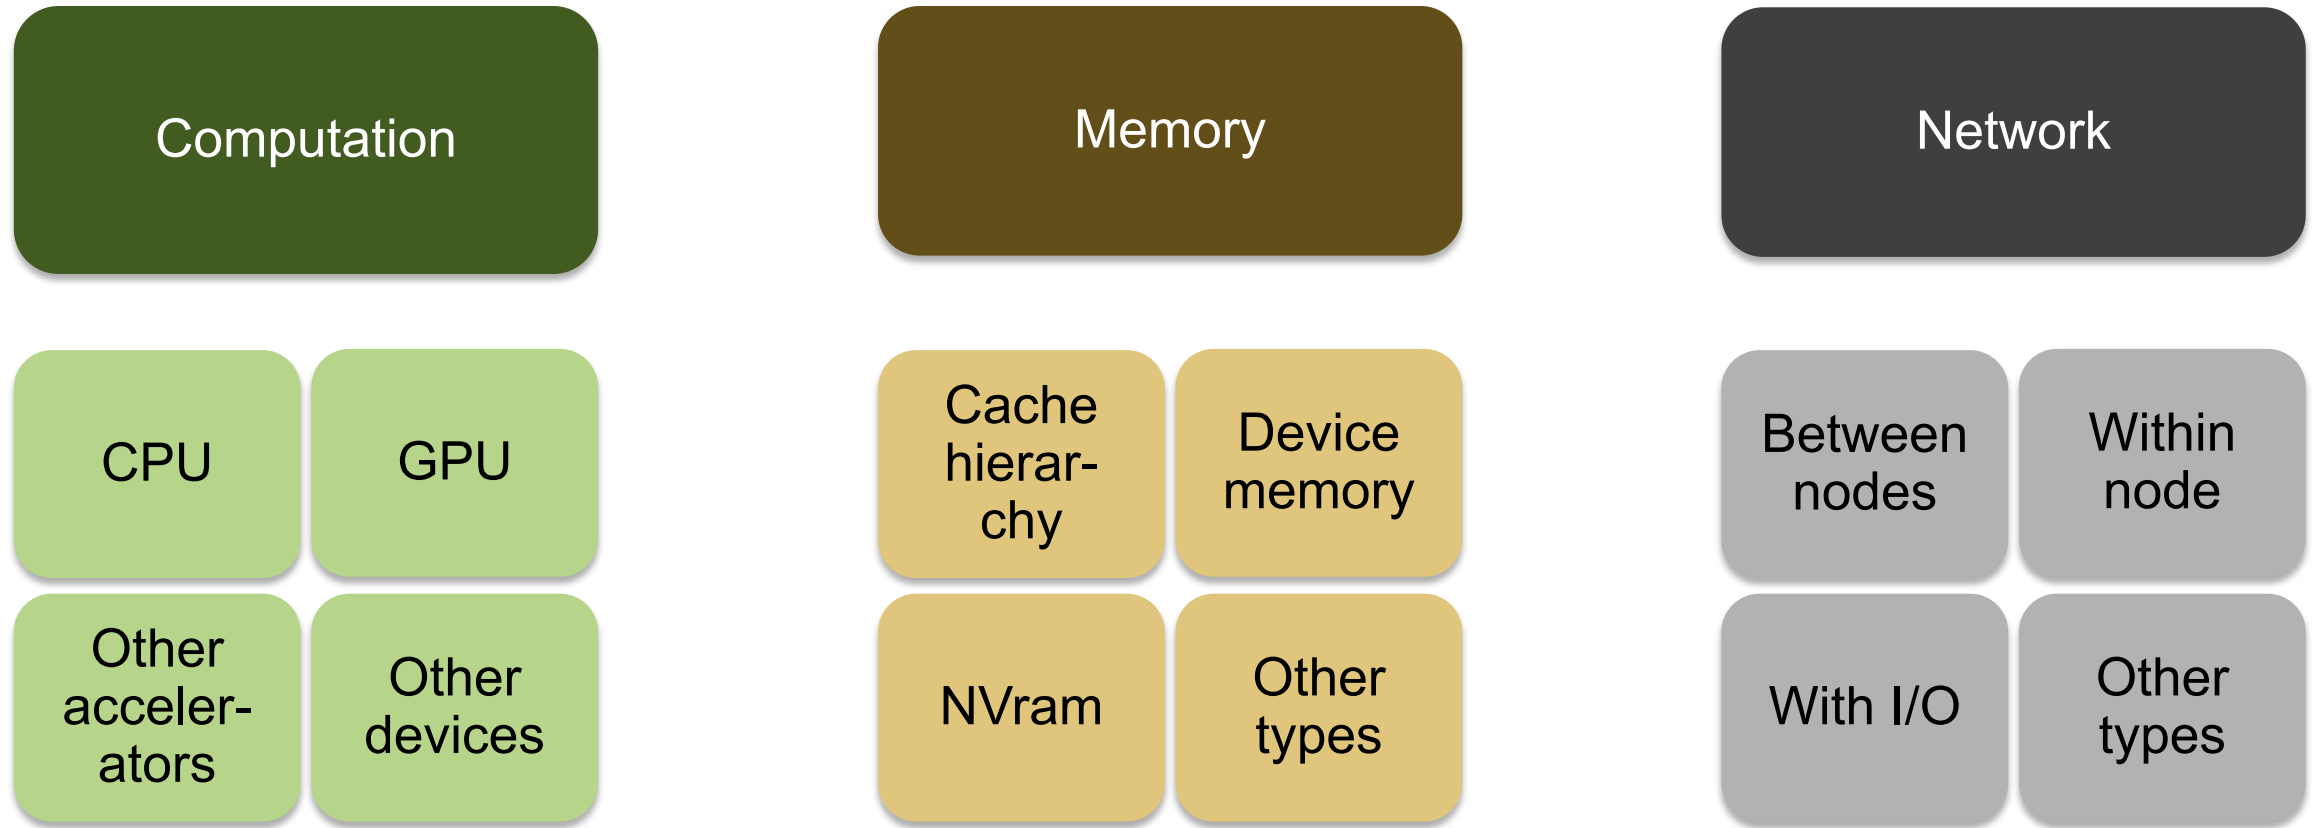 Computation
Memory
Network
CPU
GPU
Other
acceler-
ators
Other
devices
Cache
hierar-
chy
Device
memory
NVram
Other
types
Between
nodes
Within
node
With I/O
Other
types